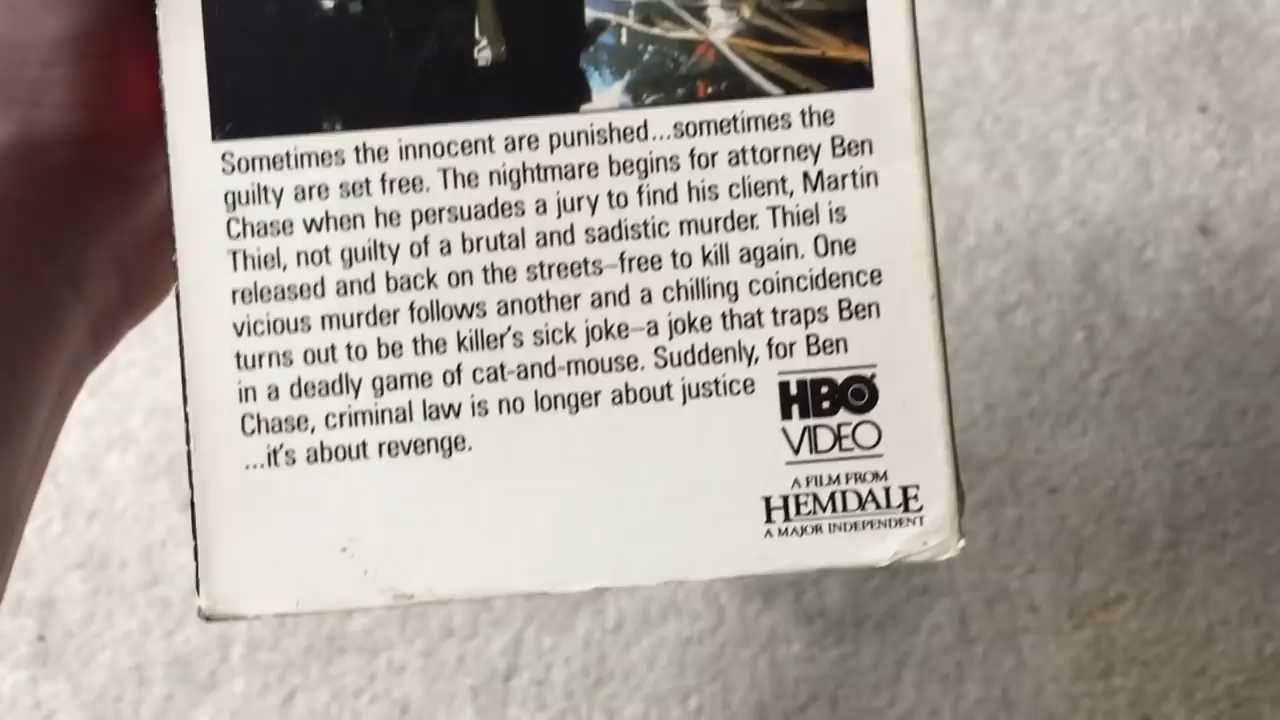 Sometimes the innocent are punished...sometimes the
guilty are set free. The nightmare begins for attorney Ben
Chase when he persuades a jury to find his client, Martin
Thiel, not guilty of a brutal and sadistic murder. Thiel is
released and back on the streets–free to kill again. One
vicious murder follows another and a chilling coincidence
turns out to be the killer's sick joke–a joke that traps Ben
in a deadly game of cat-and-mouse. Suddenly, for Ben
Chase, criminal law is no longer about justice
...it's about revenge.
HBO
VIDEO
A FILM FROM
HEMDALE
A MAJOR INDEPENDENT